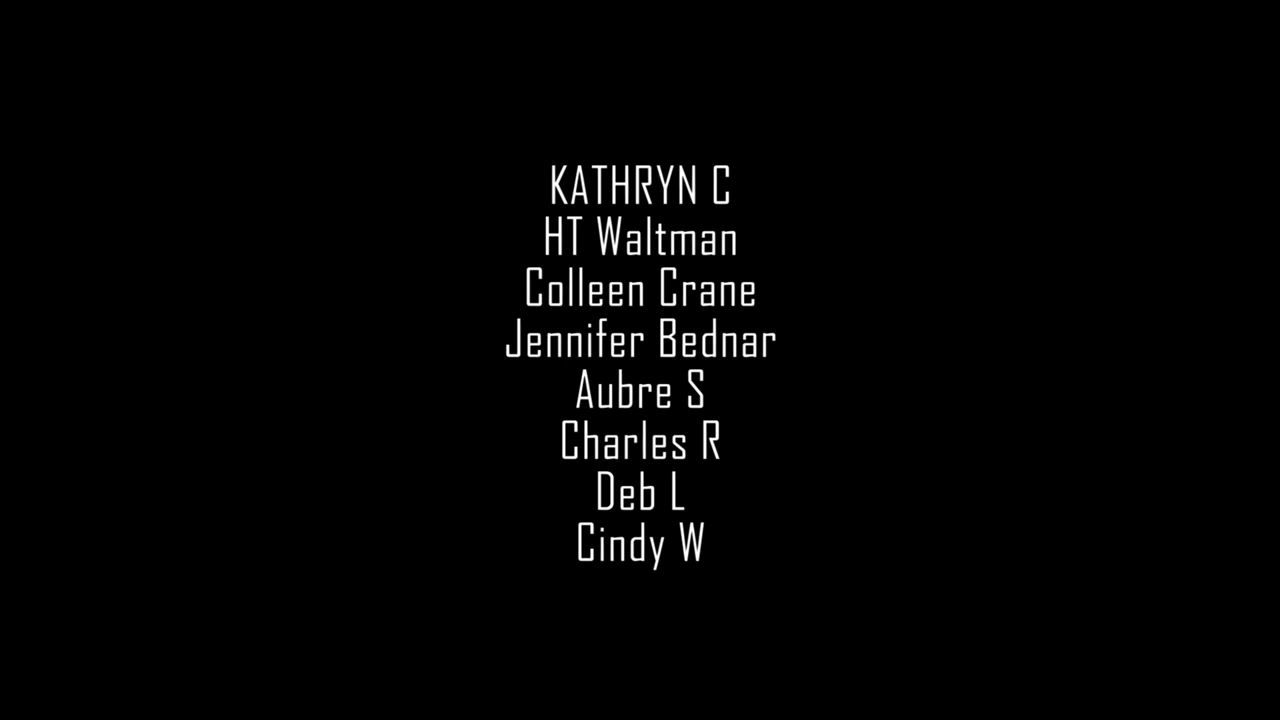 KATHRYN C
HT Waltman
Colleen Crane
Jennifer Bednar
Aubre S
Charles R
Deb L
Cindy W